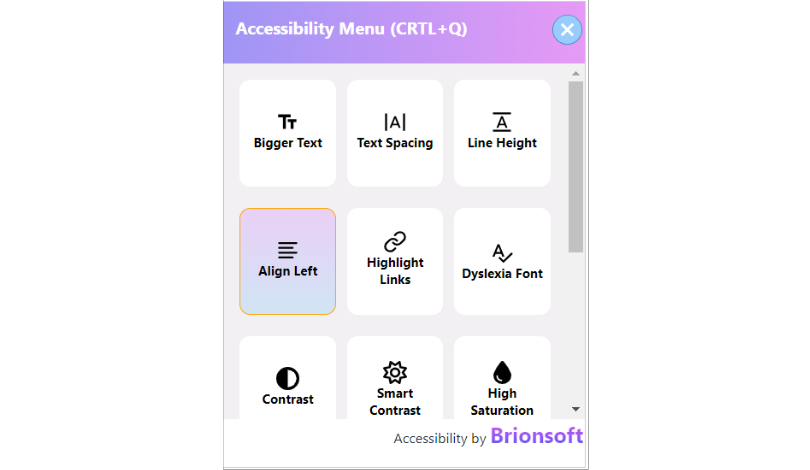 Accessibility Menu (CRTL+Q)
Bigger Text
Text Spacing
Line Height
Align Left
Highlight
Links
Dyslexia Font
Contrast
Smart
Contrast
High
Saturation
Accessibility by Brionsoft